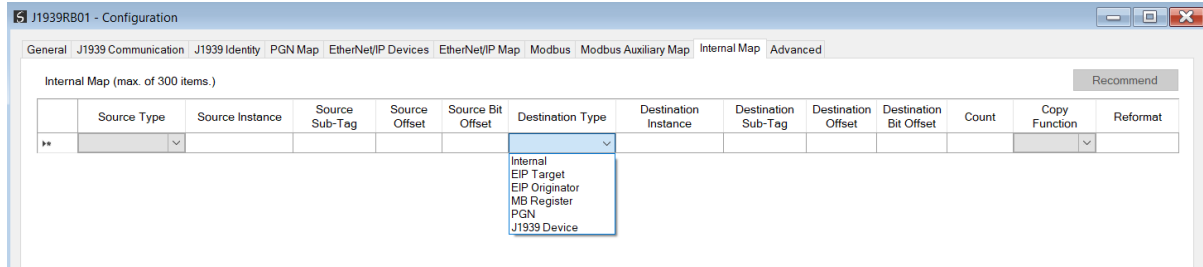 J1939RB01 - Configuration
General J1939 Communication J1939 Identity PGN Map EtherNet/IP Devices EtherNet/IP Map Modbus Modbus Auxiliary Map Internal Map Advanced
Internal Map (max. of 300 items.)
Recommend
Source Type Source Instance Source Sub-Tag Source Offset Source Bit Offset Destination Type Destination Instance Destination Sub-Tag Destination Offset Destination Bit Offset Count Copy Function Reformat
Internal
EIP Target
EIP Originator
MB Register
PGN
J1939 Device